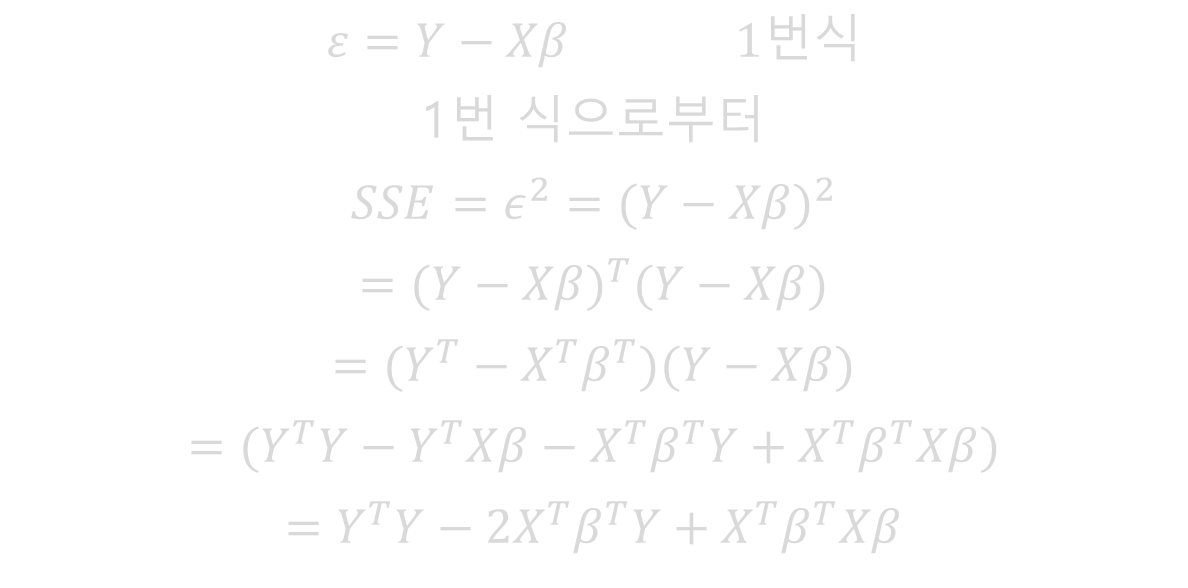 ε = Y − Xβ 1번식
1번 식으로부터
SSE = ϵ² = (Y − Xβ)²
= (Y − Xβ)ᵀ(Y − Xβ)
= (Yᵀ − Xᵀβᵀ)(Y − Xβ)
= (YᵀY − YᵀXβ − XᵀβᵀY + XᵀβᵀXβ)
= YᵀY − 2XᵀβᵀY + XᵀβᵀXβ